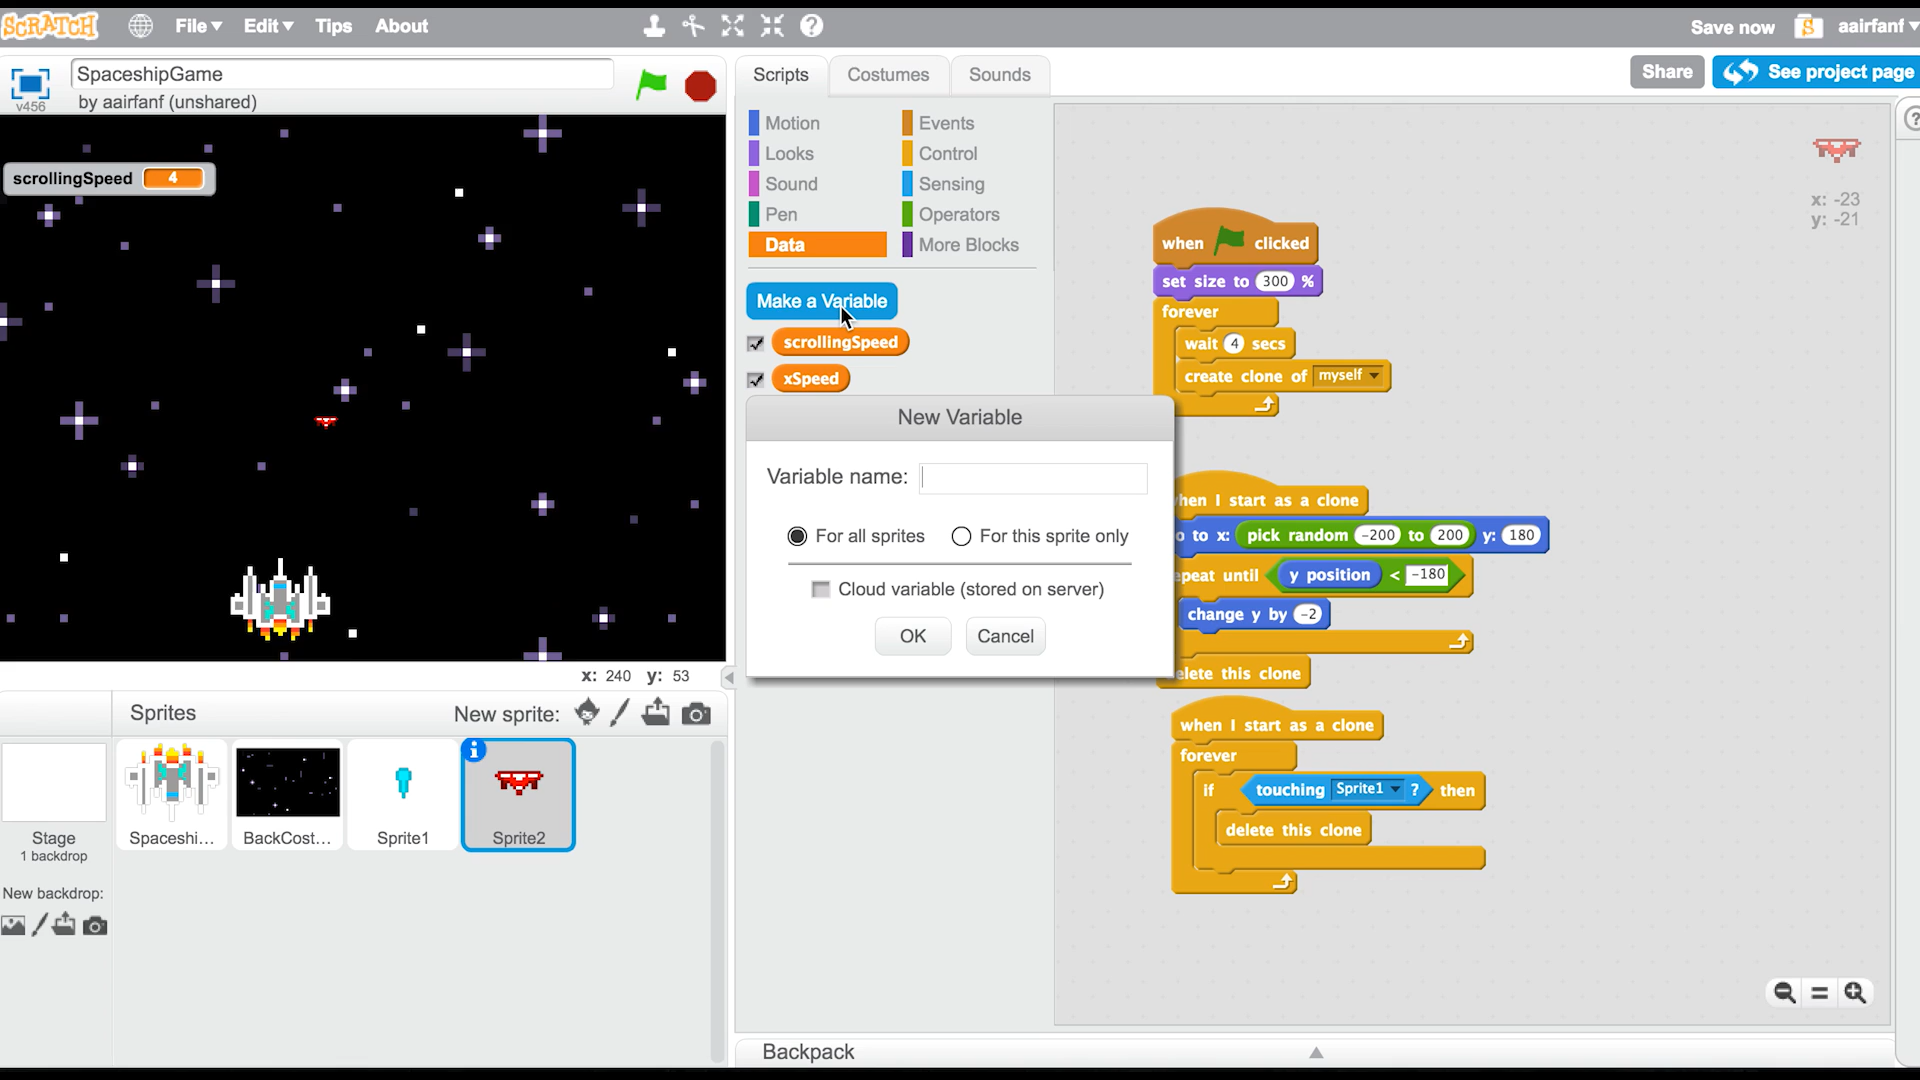 SCRATCH File Edit Tips About Save now S aairfanf
SpaceshipGame
by aairfanf (unshared)
v456
Scripts Costumes Sounds Share See project page
scrollingSpeed 4
Motion Events
Looks Control
Sound Sensing
Pen Operators
Data More Blocks
Make a Variable
scrollingSpeed
xSpeed
New Variable
Variable name:
For all sprites For this sprite only
Cloud variable (stored on server)
OK Cancel
x: -23
y: -21
when clicked
set size to 300 %
forever
wait 4 secs
create clone of myself
hen I start as a clone
o to x: pick random -200 to 200 y: 180
epeat until y position < -180
change y by -2
elete this clone
when I start as a clone
forever
if touching Sprite1 ? then
delete this clone
x: 240 y: 53
Sprites New sprite:
Stage
1 backdrop
New backdrop:
Spaceshi... BackCost... Sprite1 Sprite2
Backpack